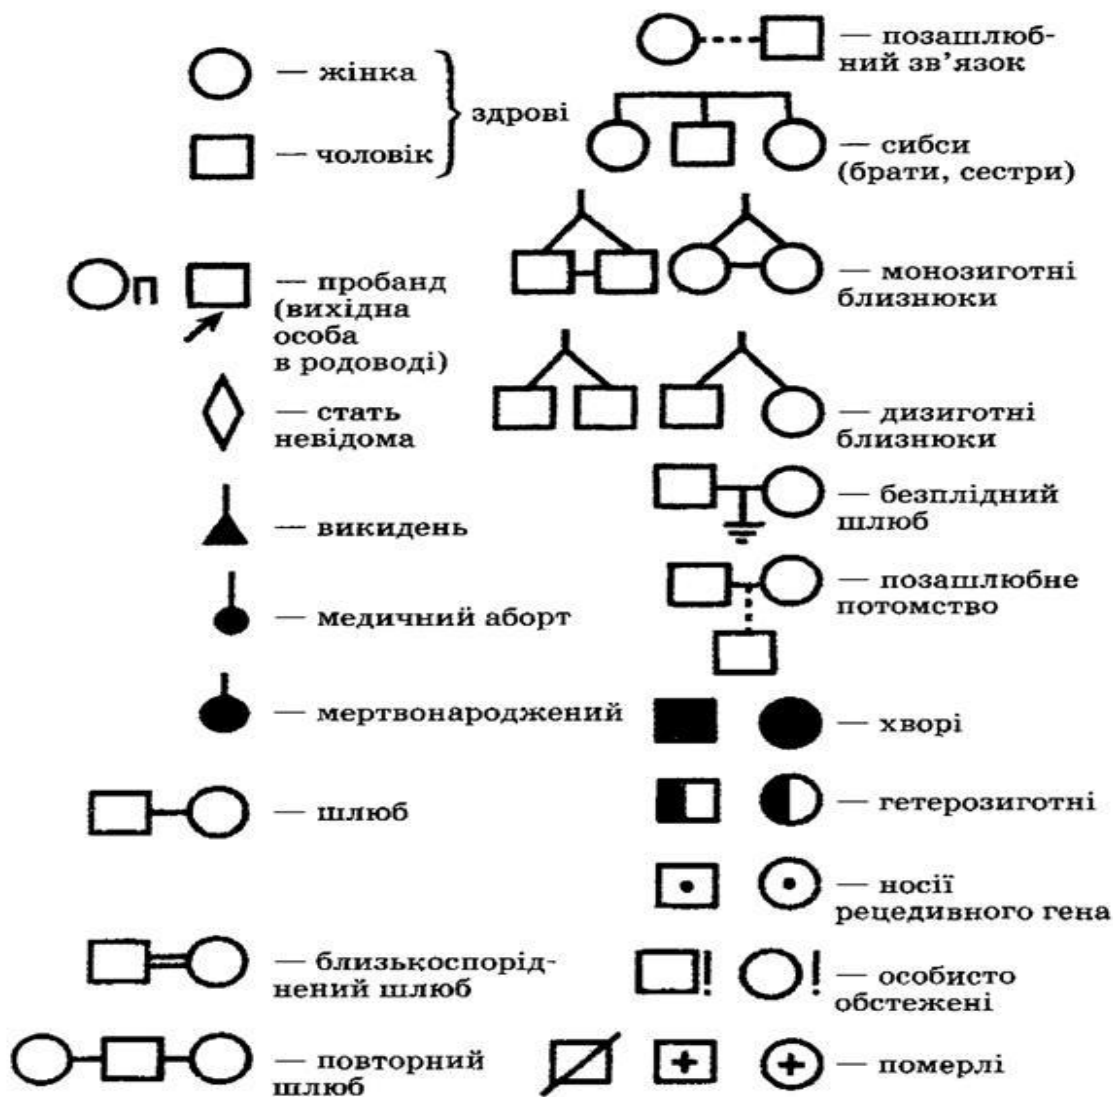 — жінка
— чоловік
здрові
П
— пробанд
(вихідна
особа
в родоводі)
— стать
невідома
— викидень
— медичний аборт
— мертвонароджений
— шлюб
— близькоспорід-
нений шлюб
— повторний
шлюб
— позашлюб-
ний зв'язок
— сибси
(брати, сестри)
— монозиготні
близнюки
— дизиготні
близнюки
— безплідний
шлюб
— позашлюбне
потомство
— хворі
— гетерозиготні
— носії
рецедивного гена
! ! — особисто
обстежені
— померлі